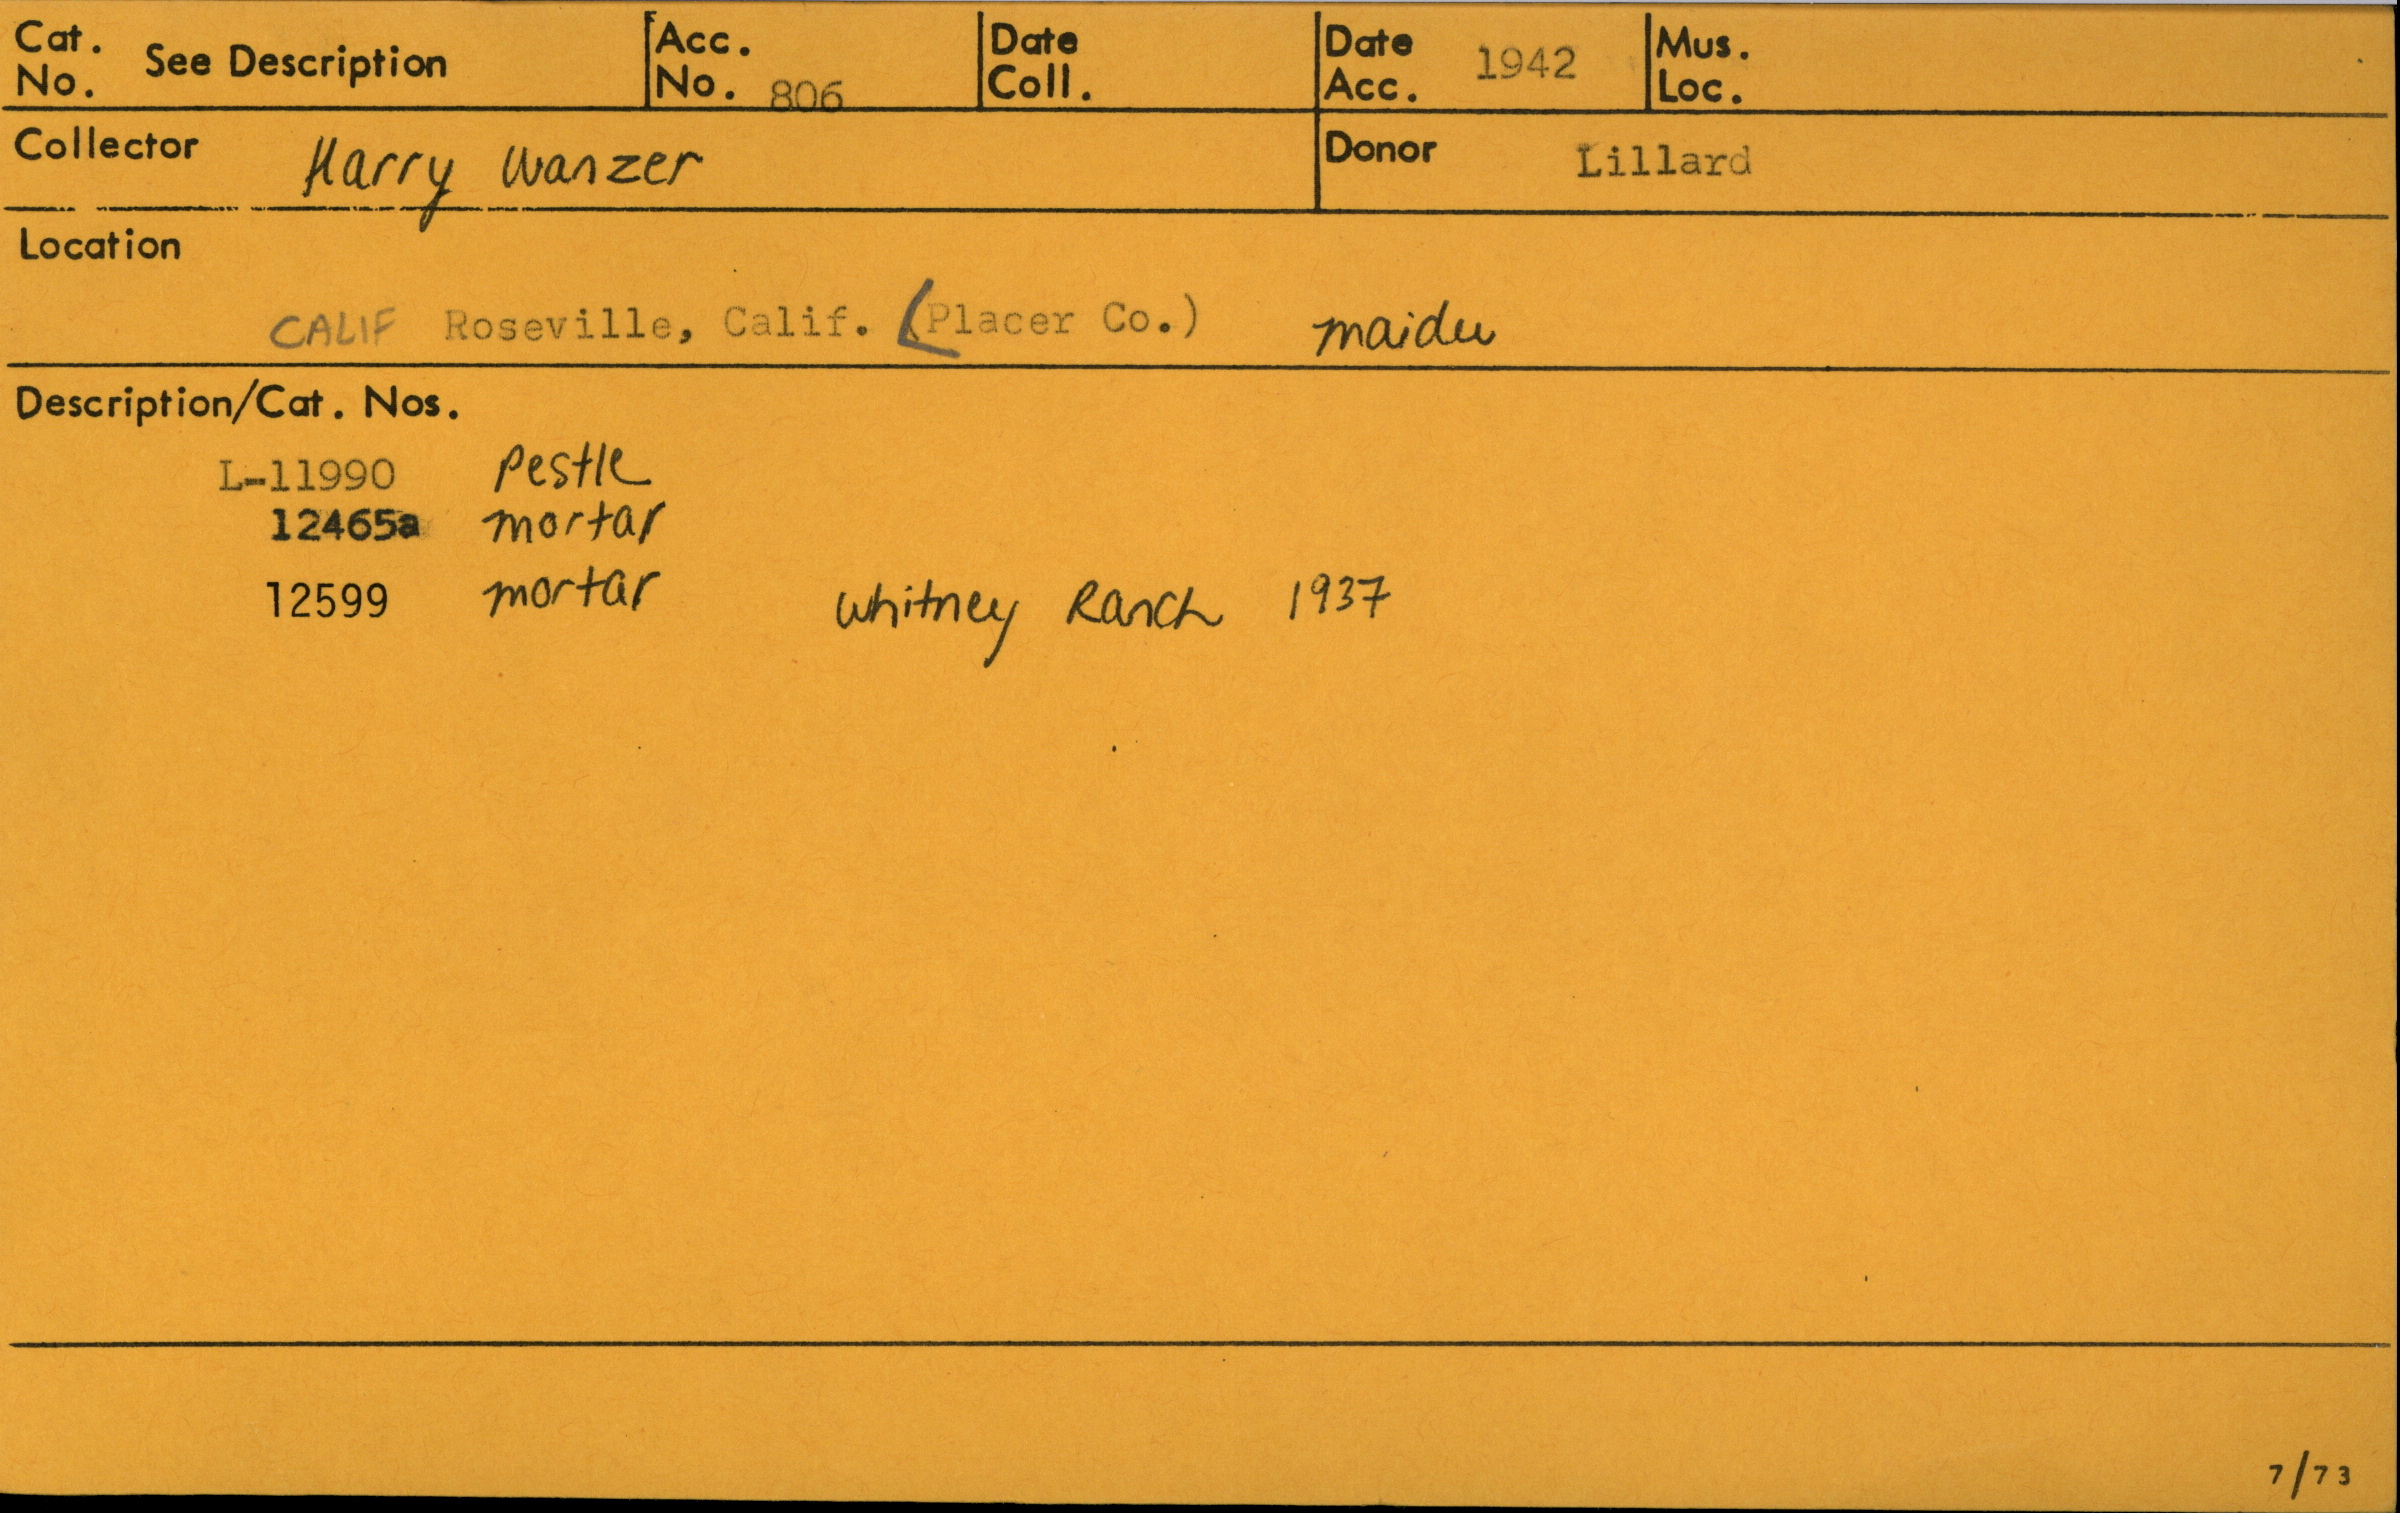 Cat. No. See Description Acc. No. 806 Date Coll. Date Acc. 1942 Mus. Loc.
Collector Harry Wanzer Donor Lillard
Location
CALIF Roseville, Calif. (Placer Co.) maidu
Description/Cat. Nos.
L-11990 Pestle
12465a mortar
12599 mortar Whitney Ranch 1937
7/73